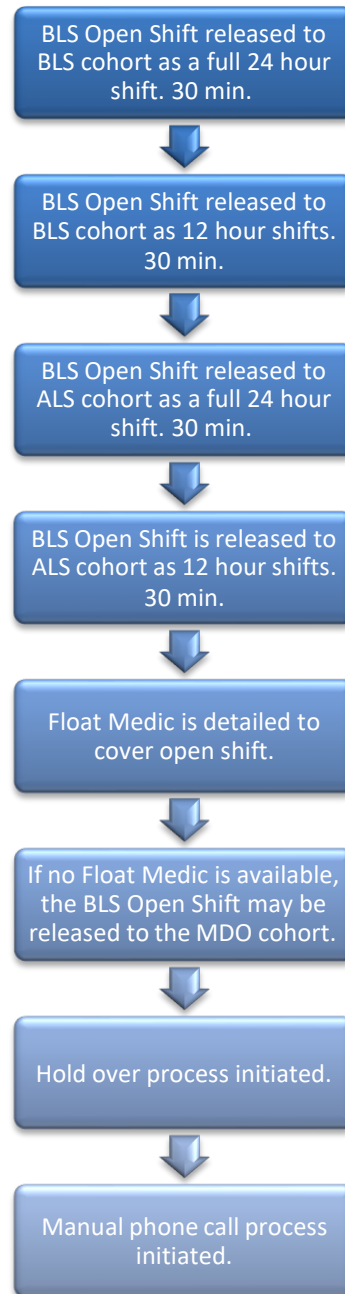 BLS Open Shift released to
BLS cohort as a full 24 hour
shift. 30 min.
BLS Open Shift released to
BLS cohort as 12 hour shifts.
30 min.
BLS Open Shift released to
ALS cohort as a full 24 hour
shift. 30 min.
BLS Open Shift is released to
ALS cohort as 12 hour shifts.
30 min.
Float Medic is detailed to
cover open shift.
If no Float Medic is available,
the BLS Open Shift may be
released to the MDO cohort.
Hold over process initiated.
Manual phone call process
initiated.